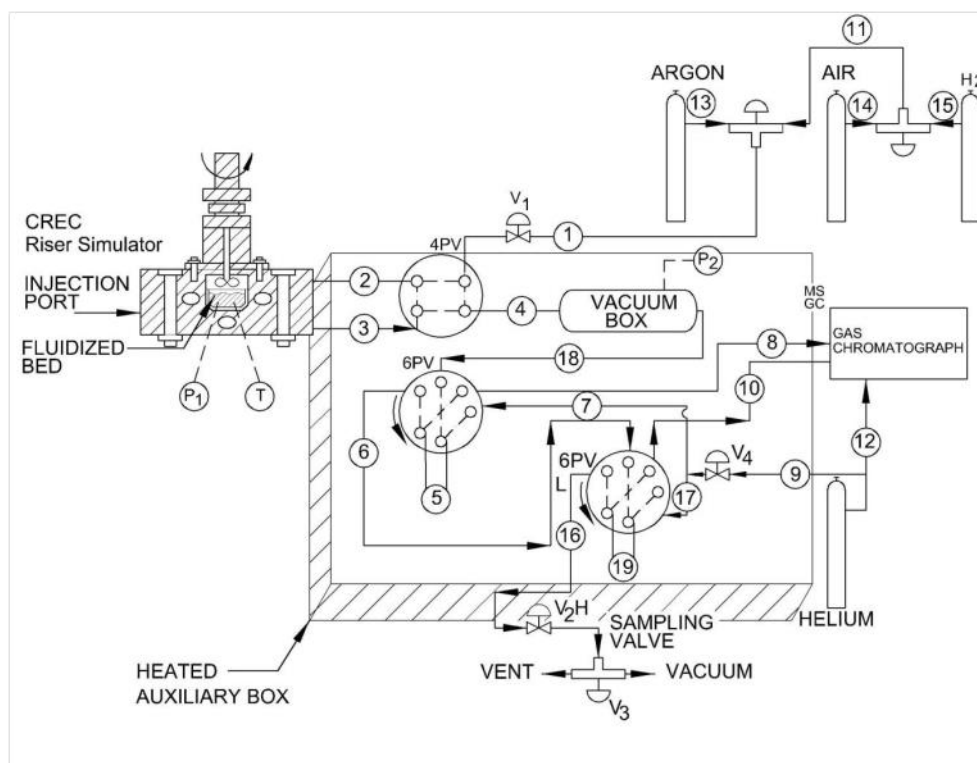 11
ARGON
AIR
H2
13
14
15
CREC
Riser Simulator
V1
1
4PV
P2
INJECTION
PORT
2
4
VACUUM
BOX
MS
GC
3
GAS
CHROMATOGRAPH
8
FLUIDIZED
BED
18
6PV
10
P1
T
7
6
6PV
V4
12
L
9
5
17
16
19
V2H
SAMPLING
VALVE
HELIUM
HEATED
AUXILIARY BOX
VENT
VACUUM
V3